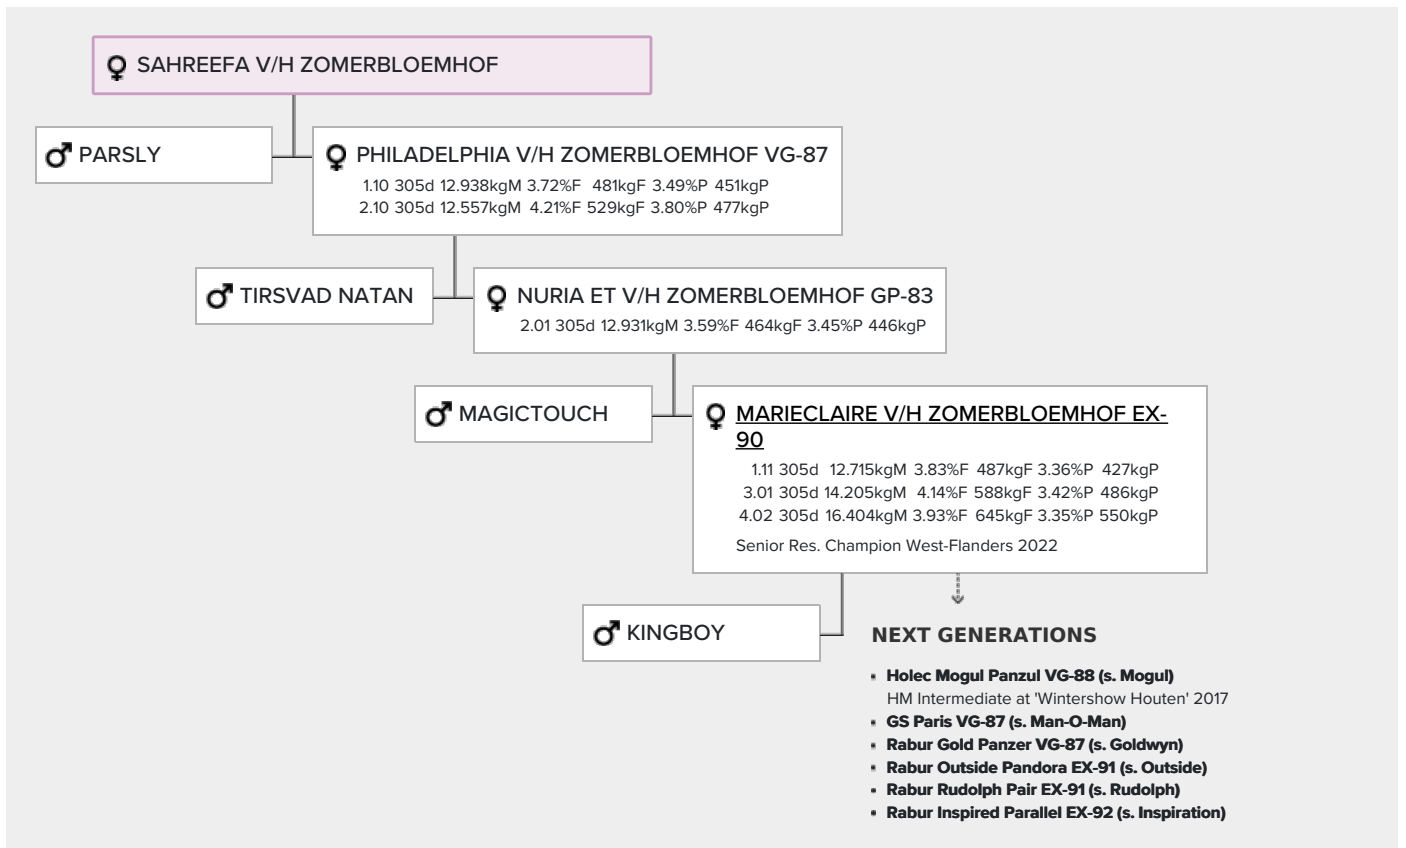 SAHREEFA V/H ZOMERBLOEMHOF
PARSLY
PHILADELPHIA V/H ZOMERBLOEMHOF VG-87
1.10 305d 12.938kgM 3.72%F 481kgF 3.49%P 451kgP
2.10 305d 12.557kgM 4.21%F 529kgF 3.80%P 477kgP
TIRSVAD NATAN
NURIA ET V/H ZOMERBLOEMHOF GP-83
2.01 305d 12.931kgM 3.59%F 464kgF 3.45%P 446kgP
MAGICTOUCH
MARIECLAIRE V/H ZOMERBLOEMHOF EX-
90
1.11 305d 12.715kgM 3.83%F 487kgF 3.36%P 427kgP
3.01 305d 14.205kgM 4.14%F 588kgF 3.42%P 486kgP
4.02 305d 16.404kgM 3.93%F 645kgF 3.35%P 550kgP
Senior Res. Champion West-Flanders 2022
KINGBOY
NEXT GENERATIONS
Holec Mogul Panzul VG-88 (s. Mogul)
HM Intermediate at 'Wintershow Houten' 2017
GS Paris VG-87 (s. Man-O-Man)
Rabur Gold Panzer VG-87 (s. Goldwyn)
Rabur Outside Pandora EX-91 (s. Outside)
Rabur Rudolph Pair EX-91 (s. Rudolph)
Rabur Inspired Parallel EX-92 (s. Inspiration)